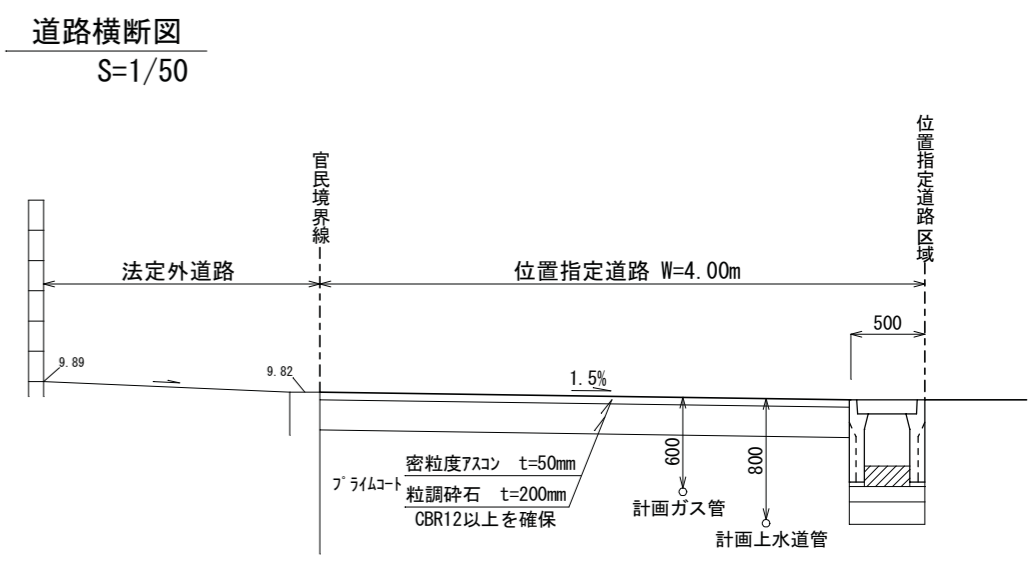 道路横断図
S=1/50
官民境界線
位置指定道路区域
法定外道路
位置指定道路 W=4.00m
500
9.89
9.82
1.5%
600
800
密粒度アスコン t=50mm
プライムコート
粒調砕石 t=200mm
CBR12以上を確保
計画ガス管
計画上水道管